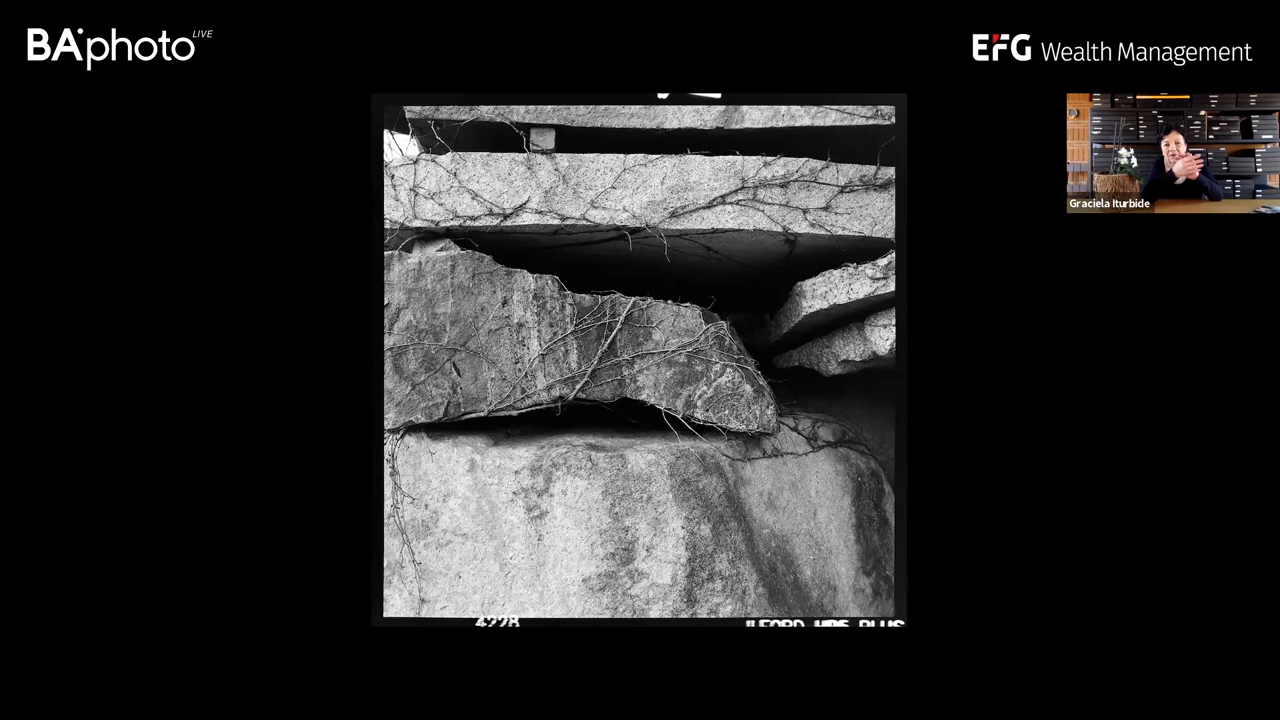 BAphoto LIVE
EFG Wealth Management
Graciela Iturbide
4228
ILFORD HP5 PLUS